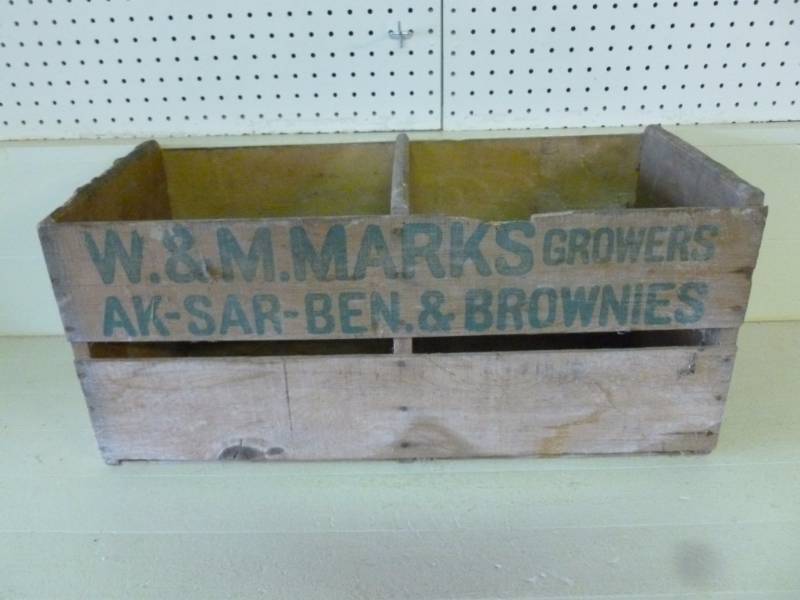 W. & M. MARKS GROWERS
AK-SAR-BEN. & BROWNIES